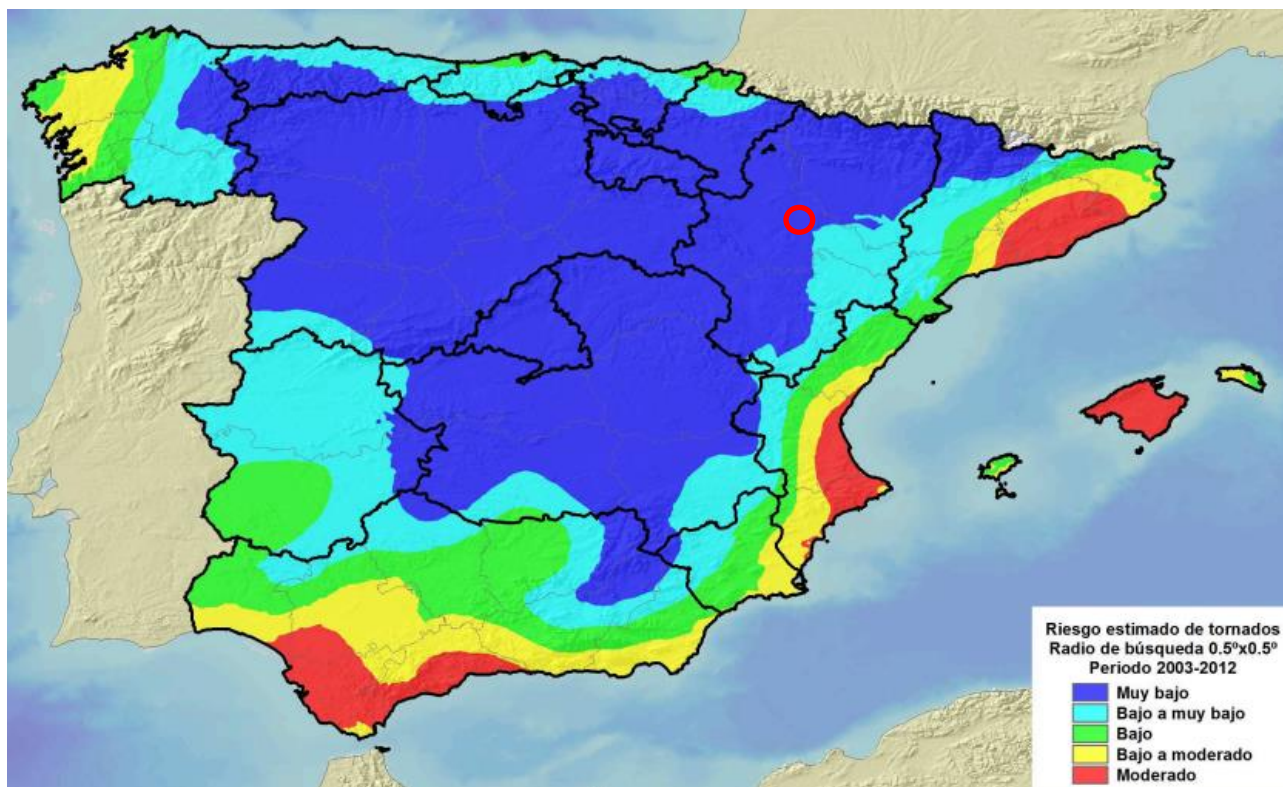 Riesgo estimado de tornados
Radio de búsqueda 0.5ºx0.5º
Periodo 2003-2012
Muy bajo
Bajo a muy bajo
Bajo
Bajo a moderado
Moderado